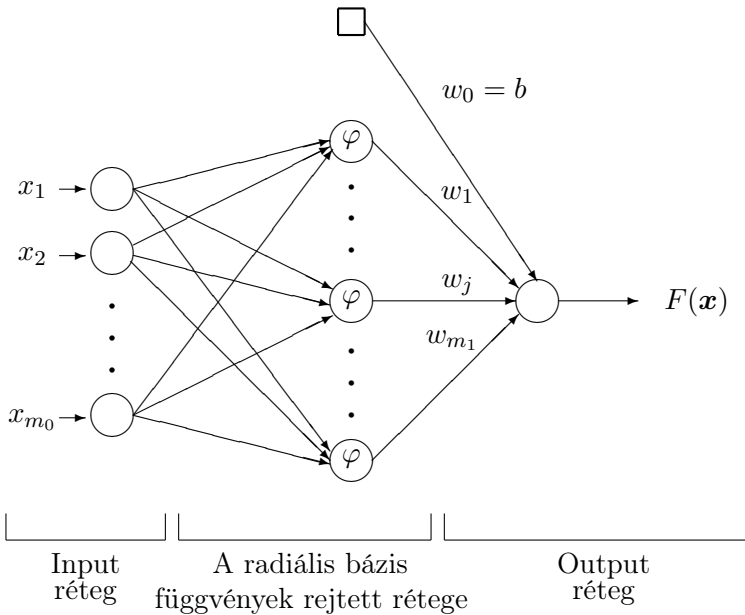 w₀ = b
φ
x₁
w₁
x₂
φ
w_j
F(x)
w_{m₁}
x_{m₀}
φ
Input
réteg
A radiális bázis
függvények rejtett rétege
Output
réteg